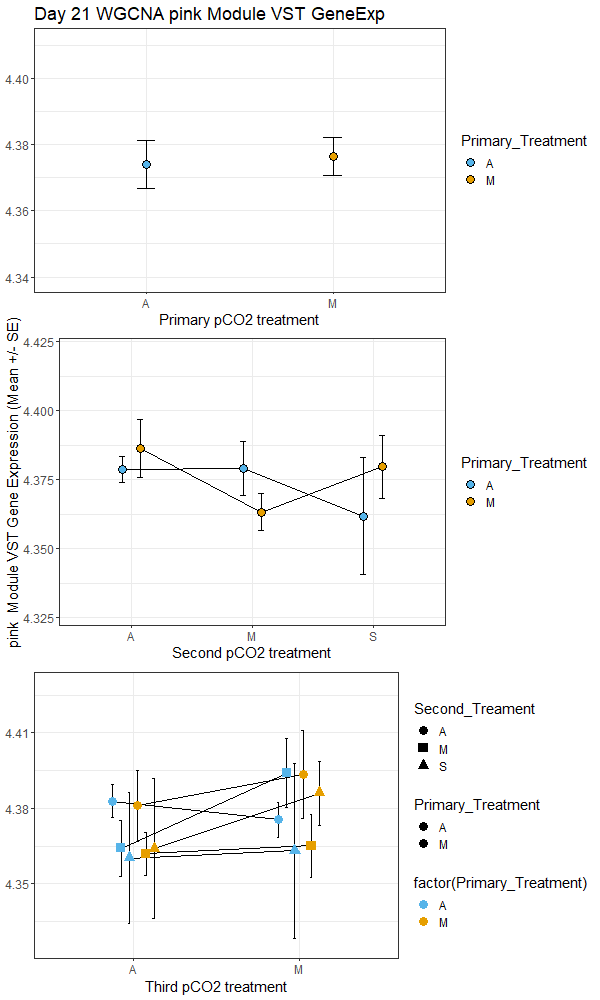 Day 21 WGCNA pink Module VST GeneExp
4.40
4.38
4.36
4.34
A
M
Primary pCO2 treatment
Primary_Treatment
A
M
pink  Module VST Gene Expression (Mean +/- SE)
4.425
4.400
4.375
4.350
4.325
A
M
S
Second pCO2 treatment
Primary_Treatment
A
M
4.41
4.38
4.35
A
M
Third pCO2 treatment
Second_Treament
A
M
S
Primary_Treatment
A
M
factor(Primary_Treatment)
A
M